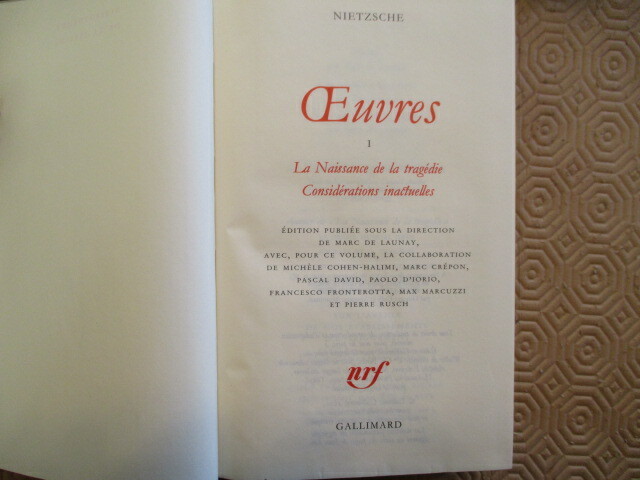 NIETZSCHE
Œuvres
I
La Naissance de la tragédie
Considérations inactuelles
ÉDITION PUBLIÉE SOUS LA DIRECTION
DE MARC DE LAUNAY,
AVEC, POUR CE VOLUME, LA COLLABORATION
DE MICHÈLE COHEN-HALIMI, MARC CRÉPON,
PASCAL DAVID, PAOLO D'IORIO,
FRANCESCO FRONTEROTTA, MAX MARCUZZI
ET PIERRE RUSCH
nrf
GALLIMARD